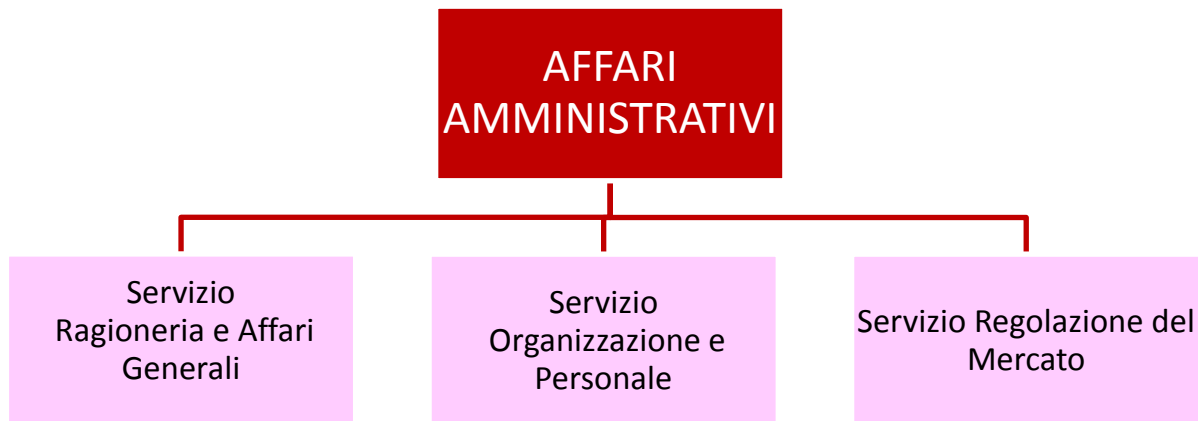 AFFARI
AMMINISTRATIVI
Servizio
Ragioneria e Affari
Generali
Servizio
Organizzazione e
Personale
Servizio Regolazione del
Mercato